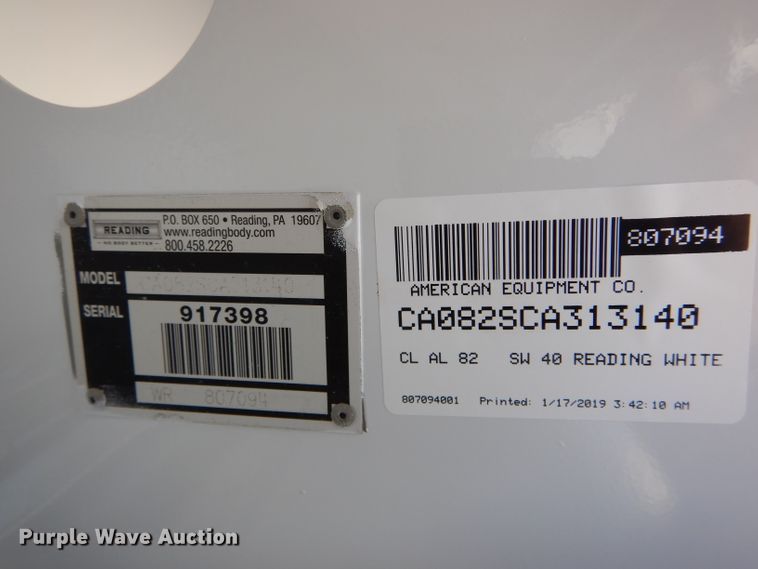 READING
NO BODY BETTER
P.O. BOX 650 • Reading, PA 19607
www.readingbody.com
800.458.2226
MODEL CA082SCA313140
SERIAL 917398
WR 807094
807094
AMERICAN EQUIPMENT CO.
CA082SCA313140
CL AL 82 SW 40 READING WHITE
807094001 Printed: 1/17/2019 3:42:10 AM
Purple Wave Auction